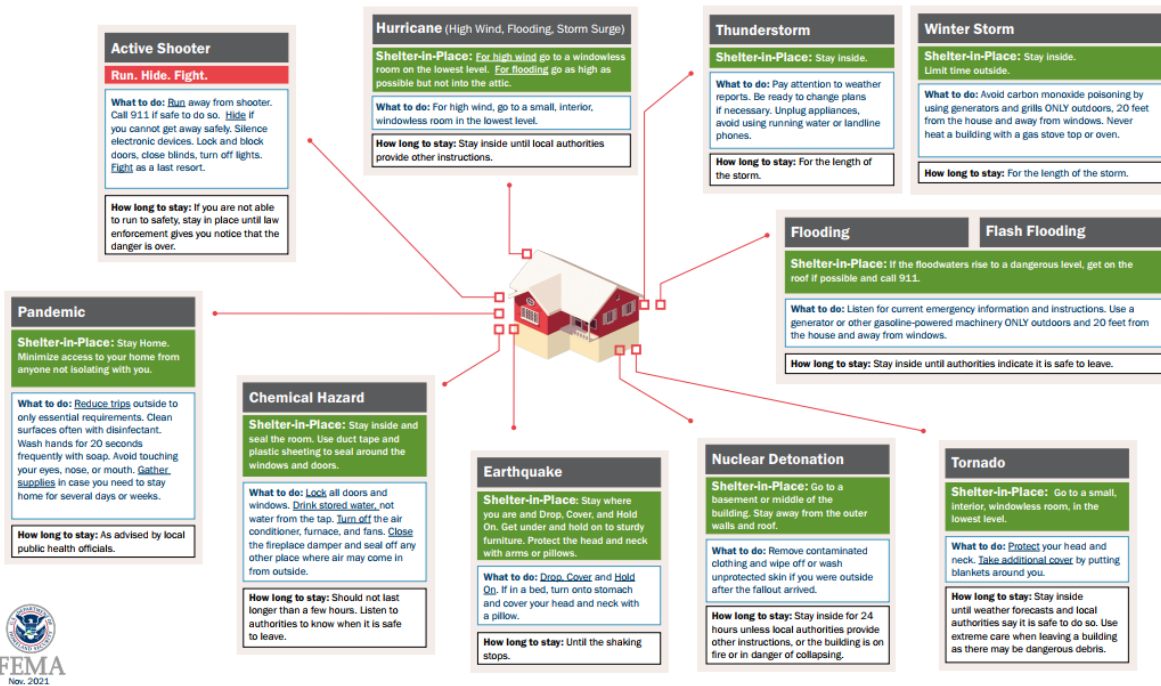 Active Shooter
Run. Hide. Fight.
What to do: Run away from shooter.
Call 911 if safe to do so. Hide if
you cannot get away safely. Silence
electronic devices. Lock and block
doors, close blinds, turn off lights.
Fight as a last resort.
How long to stay: If you are not able
to run to safety, stay in place until law
enforcement gives you notice that the
danger is over.
Hurricane (High Wind, Flooding, Storm Surge)
Shelter-in-Place: For high wind go to a windowless
room on the lowest level. For flooding go as high as
possible but not into the attic.
What to do: For high wind, go to a small, interior,
windowless room in the lowest level.
How long to stay: Stay inside until local authorities
provide other instructions.
Thunderstorm
Shelter-in-Place: Stay inside.
What to do: Pay attention to weather
reports. Be ready to change plans
if necessary. Unplug appliances,
avoid using running water or landline
phones.
How long to stay: For the length of
the storm.
Winter Storm
Shelter-in-Place: Stay inside.
Limit time outside.
What to do: Avoid carbon monoxide poisoning by
using generators and grills ONLY outdoors, 20 feet
from the house and away from windows. Never
heat a building with a gas stove top or oven.
How long to stay: For the length of the storm.
Flooding
Flash Flooding
Shelter-in-Place: If the floodwaters rise to a dangerous level, get on the
roof if possible and call 911.
What to do: Listen for current emergency information and instructions. Use a
generator or other gasoline-powered machinery ONLY outdoors and 20 feet from
the house and away from windows.
How long to stay: Stay inside until authorities indicate it is safe to leave.
Pandemic
Shelter-in-Place: Stay Home.
Minimize access to your home from
anyone not isolating with you.
What to do: Reduce trips outside to
only essential requirements. Clean
surfaces often with disinfectant.
Wash hands for 20 seconds
frequently with soap. Avoid touching
your eyes, nose, or mouth. Gather
supplies in case you need to stay
home for several days or weeks.
How long to stay: As advised by local
public health officials.
Chemical Hazard
Shelter-in-Place: Stay inside and
seal the room. Use duct tape and
plastic sheeting to seal around the
windows and doors.
What to do: Lock all doors and
windows. Drink stored water, not
water from the tap. Turn off the air
conditioner, furnace, and fans. Close
the fireplace damper and seal off any
other place where air may come in
from outside.
How long to stay: Should not last
longer than a few hours. Listen to
authorities to know when it is safe
to leave.
Earthquake
Shelter-in-Place: Stay where
you are and Drop, Cover, and Hold
On. Get under and hold on to sturdy
furniture. Protect the head and neck
with arms or pillows.
What to do: Drop, Cover and Hold
On. If in a bed, turn onto stomach
and cover your head and neck with
a pillow.
How long to stay: Until the shaking
stops.
Nuclear Detonation
Shelter-in-Place: Go to a
basement or middle of the
building. Stay away from the outer
walls and roof.
What to do: Remove contaminated
clothing and wipe off or wash
unprotected skin if you were outside
after the fallout arrived.
How long to stay: Stay inside for 24
hours unless local authorities provide
other instructions, or the building is on
fire or in danger of collapsing.
Tornado
Shelter-in-Place: Go to a small,
interior, windowless room, in
the lowest level.
What to do: Protect your head and
neck. Take additional cover by putting
blankets around you.
How long to stay: Stay inside
until weather forecasts and local
authorities say it is safe to do so. Use
extreme care when leaving a building
as there may be dangerous debris.
FEMA
Nov. 2021